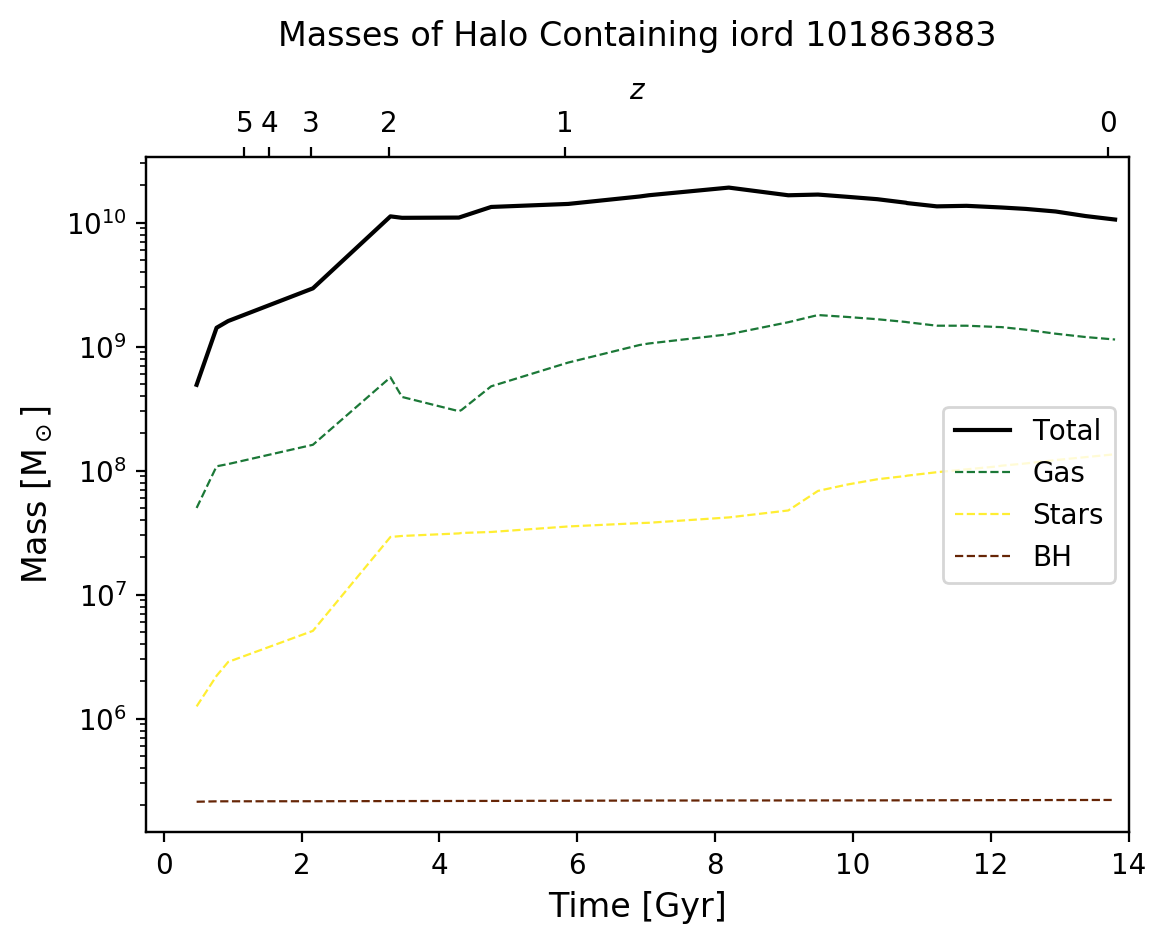 Masses of Halo Containing iord 101863883
z
5 4 3 2 1 0
10¹⁰
10⁹
10⁸
10⁷
10⁶
Mass [M⊙]
Total
Gas
Stars
BH
0 2 4 6 8 10 12 14
Time [Gyr]